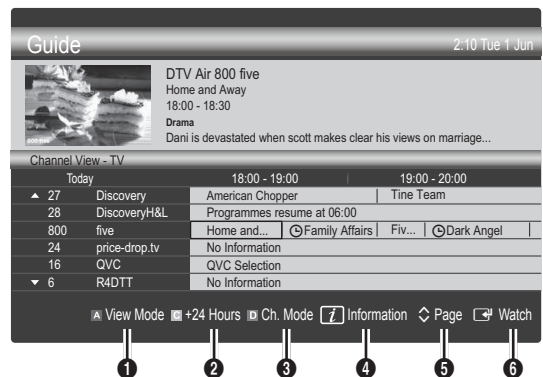 Guide
2:10 Tue 1 Jun
DTV Air 800 five
Home and Away
18:00 - 18:30
Drama
Dani is devastated when scott makes clear his views on marriage...
800 five
Channel View - TV
Today 18:00 - 19:00 19:00 - 20:00
▲ 27 Discovery American Chopper Tine Team
28 DiscoveryH&L Programmes resume at 06:00
800 five Home and... Family Affairs Fiv... Dark Angel
24 price-drop.tv No Information
16 QVC QVC Selection
▼ 6 R4DTT No Information
A View Mode C +24 Hours D Ch. Mode i Information Page Watch
1 2 3 4 5 6